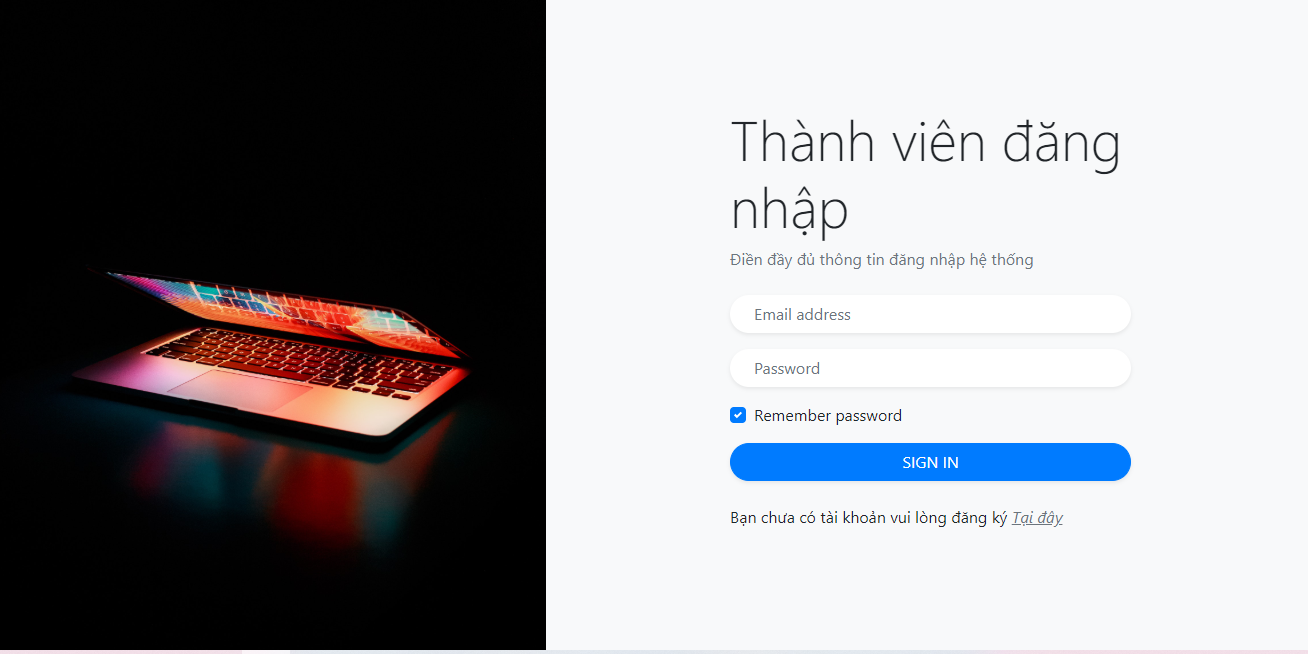 Thành viên đăng
nhập
Điền đầy đủ thông tin đăng nhập hệ thống
Email address
Password
Remember password
SIGN IN
Bạn chưa có tài khoản vui lòng đăng ký Tại đây